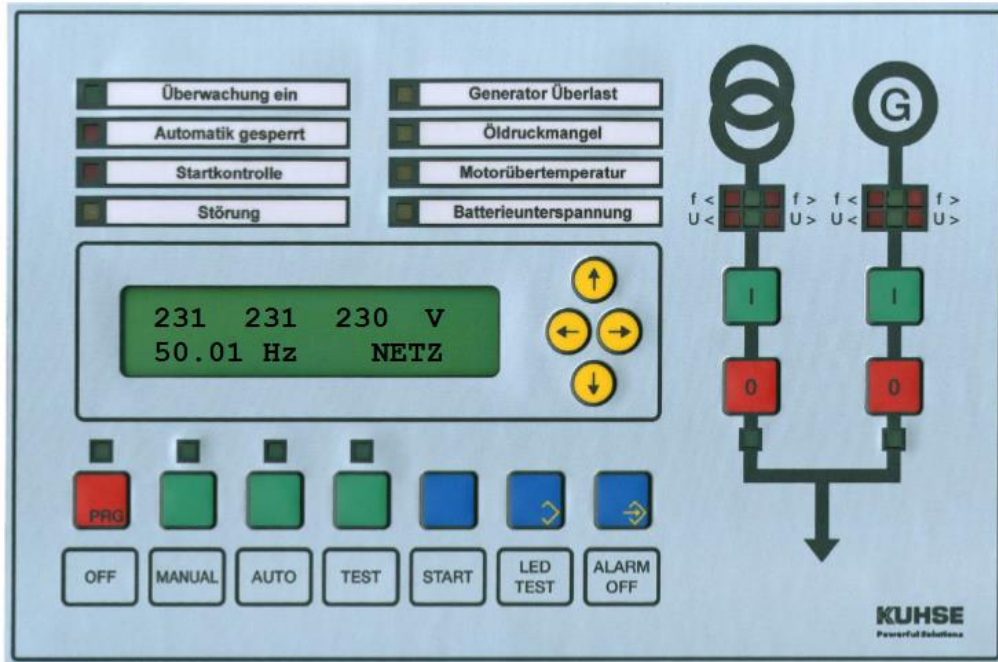 Überwachung ein
Automatik gesperrt
Startkontrolle
Störung
Generator Überlast
Öldruckmangel
Motorübertemperatur
Batterieunterspannung
231 231 230 V
50.01 Hz NETZ
PRG
OFF
MANUAL
AUTO
TEST
START
LED
TEST
ALARM
OFF
G
f < f >
U < U >
f < f >
U < U >
I
I
0
0
KUHSE
Powerful Solutions